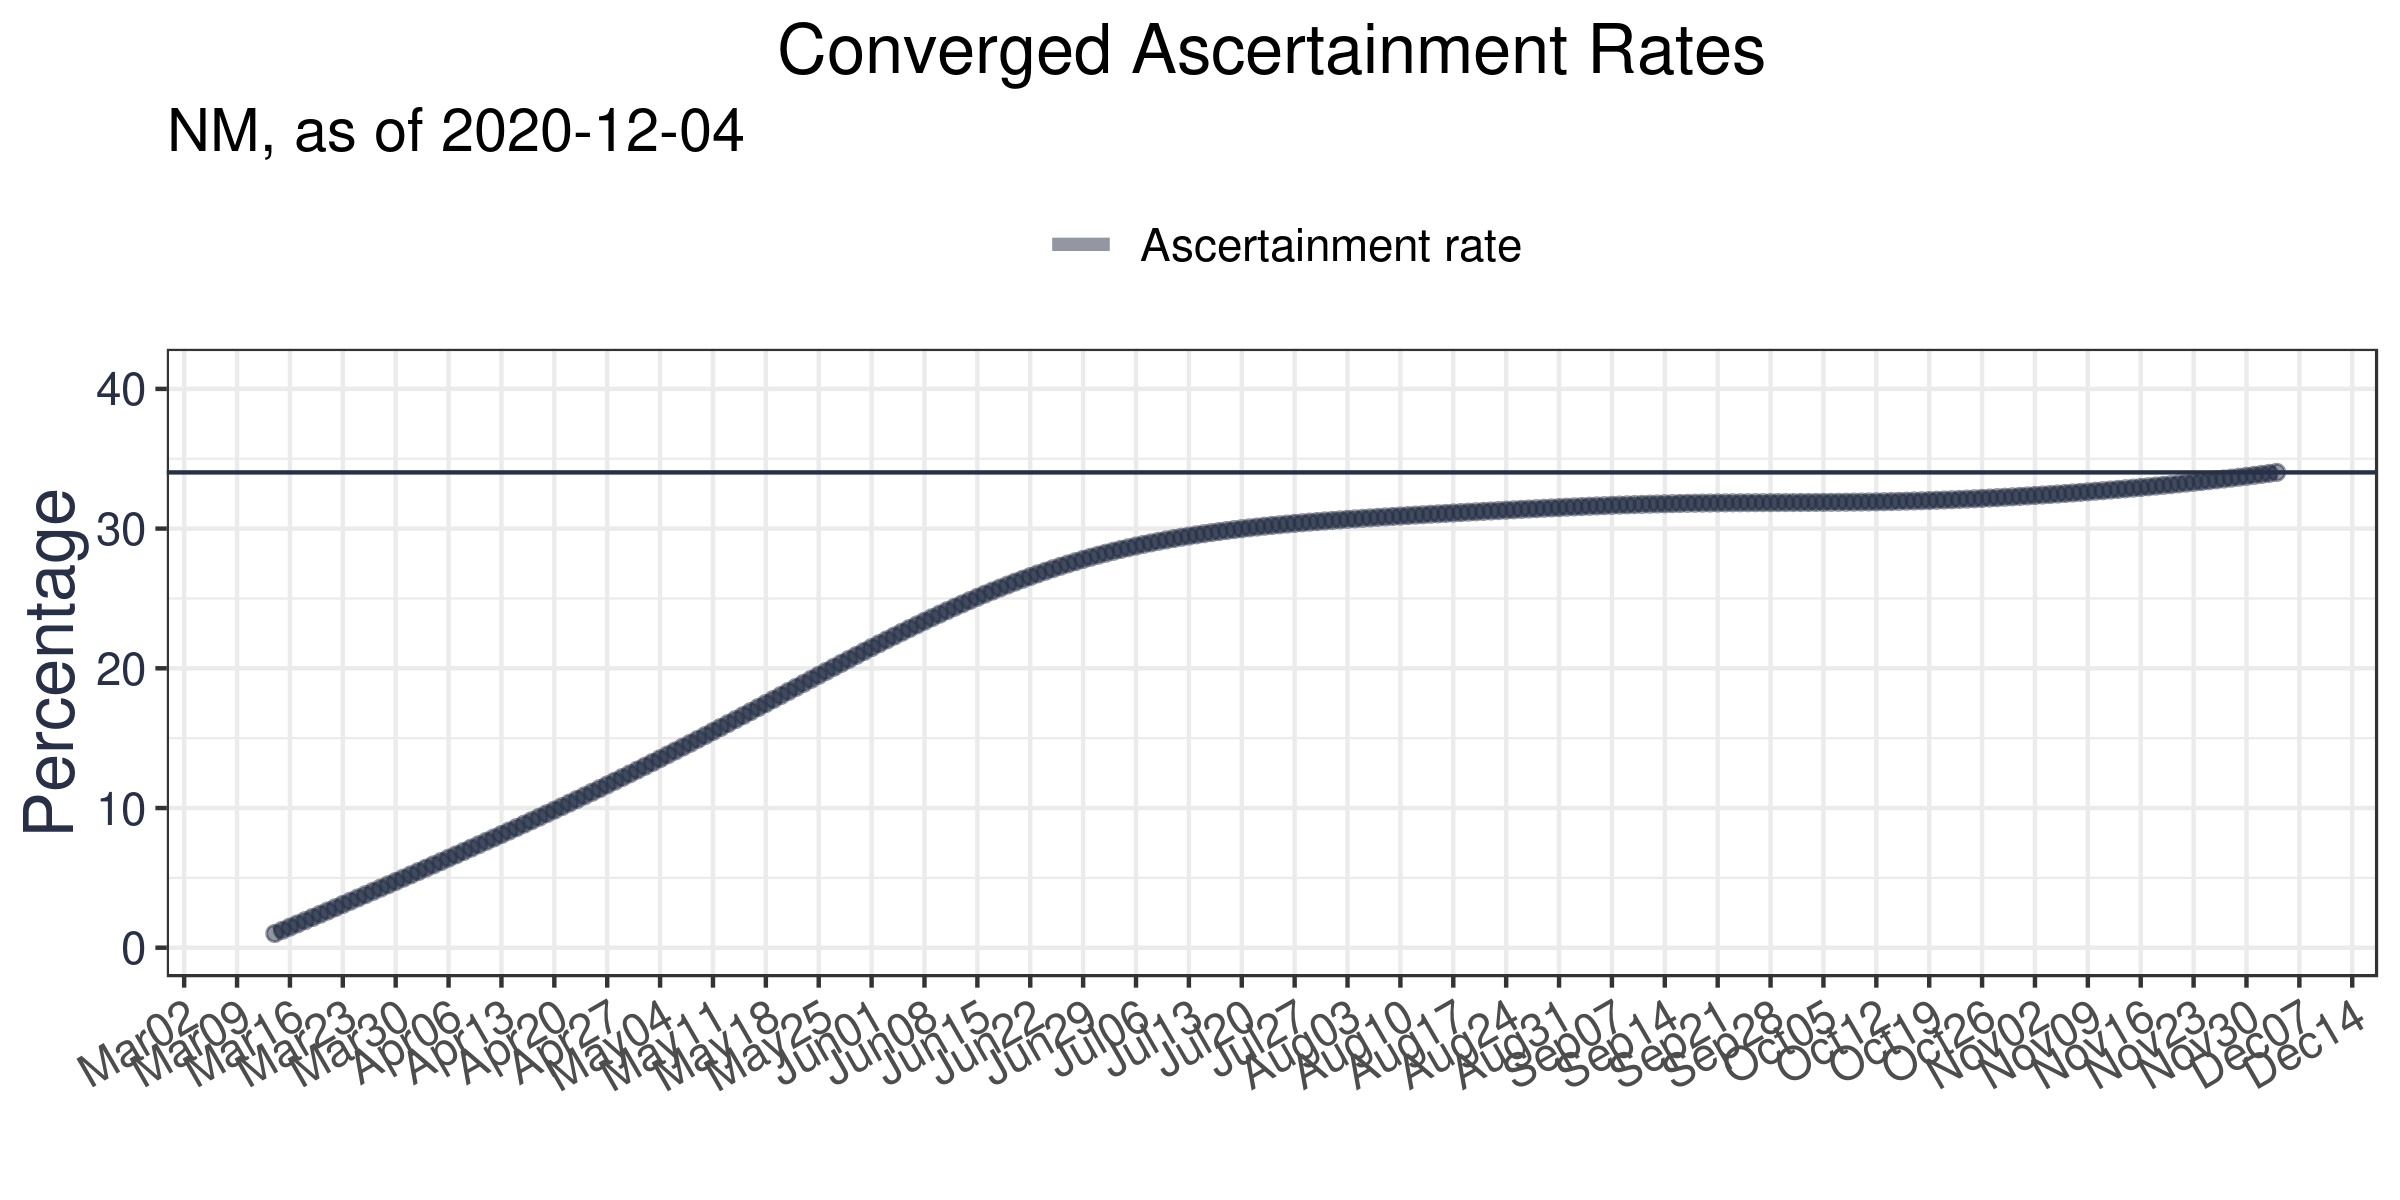 Converged Ascertainment Rates
NM, as of 2020-12-04
Ascertainment rate
Percentage
40
30
20
10
0
Mar02
Mar09
Mar16
Mar23
Mar30
Apr06
Apr13
Apr20
Apr27
May04
May11
May18
May25
Jun01
Jun08
Jun15
Jun22
Jun29
Jul06
Jul13
Jul20
Jul27
Aug03
Aug10
Aug17
Aug24
Aug31
Sep07
Sep14
Sep21
Sep28
Oct05
Oct12
Oct19
Oct26
Nov02
Nov09
Nov16
Nov23
Nov30
Dec07
Dec14